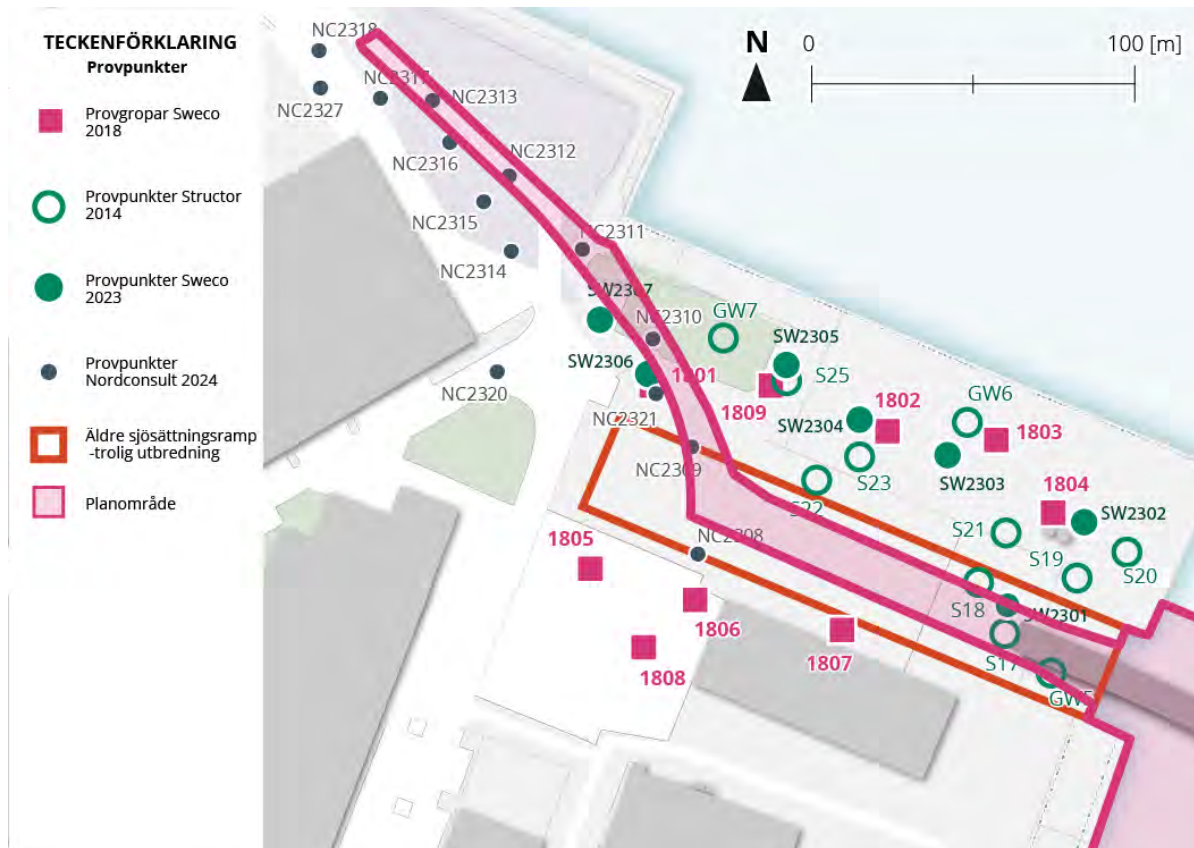 TECKENFÖRKLARING
Provpunkter
Provgropar Sweco
2018
Provpunkter Structor
2014
Provpunkter Sweco
2023
Provpunkter
Nordconsult 2024
Äldre sjösättningsramp
-trolig utbredning
Planområde
N
0
100 [m]
NC2318
NC2317
NC2327
NC2313
NC2316
NC2312
NC2315
NC2311
NC2314
SW2307
NC2310
GW7
SW2305
SW2306
1801
S25
NC2320
1809
1802
GW6
NC2321
SW2304
1803
NC2309
S23
SW2303
1804
S22
SW2302
NC2308
S21
1805
S19
S20
S18
SW2301
1806
1807
S17
1808
GW5